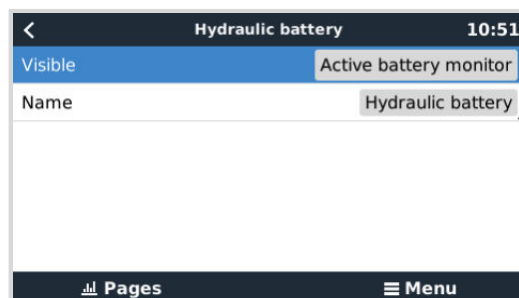 Hydraulic battery 10:51
Visible Active battery monitor
Name Hydraulic battery
Pages Menu